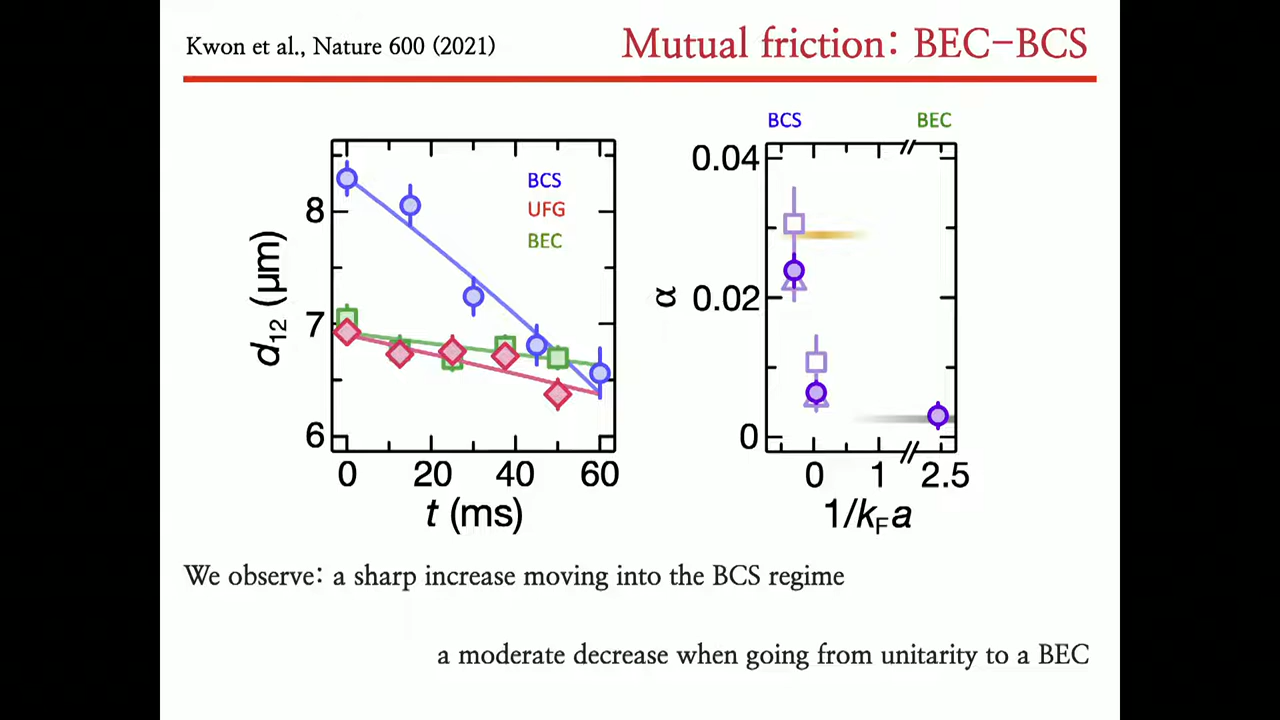 Kwon et al., Nature 600 (2021)
Mutual friction: BEC-BCS
BCS
UFG
BEC
8
7
6
d12 (μm)
0
20
40
60
t (ms)
BCS
BEC
0.04
0.02
0
α
0
1
2.5
1/kFa
We observe: a sharp increase moving into the BCS regime
a moderate decrease when going from unitarity to a BEC